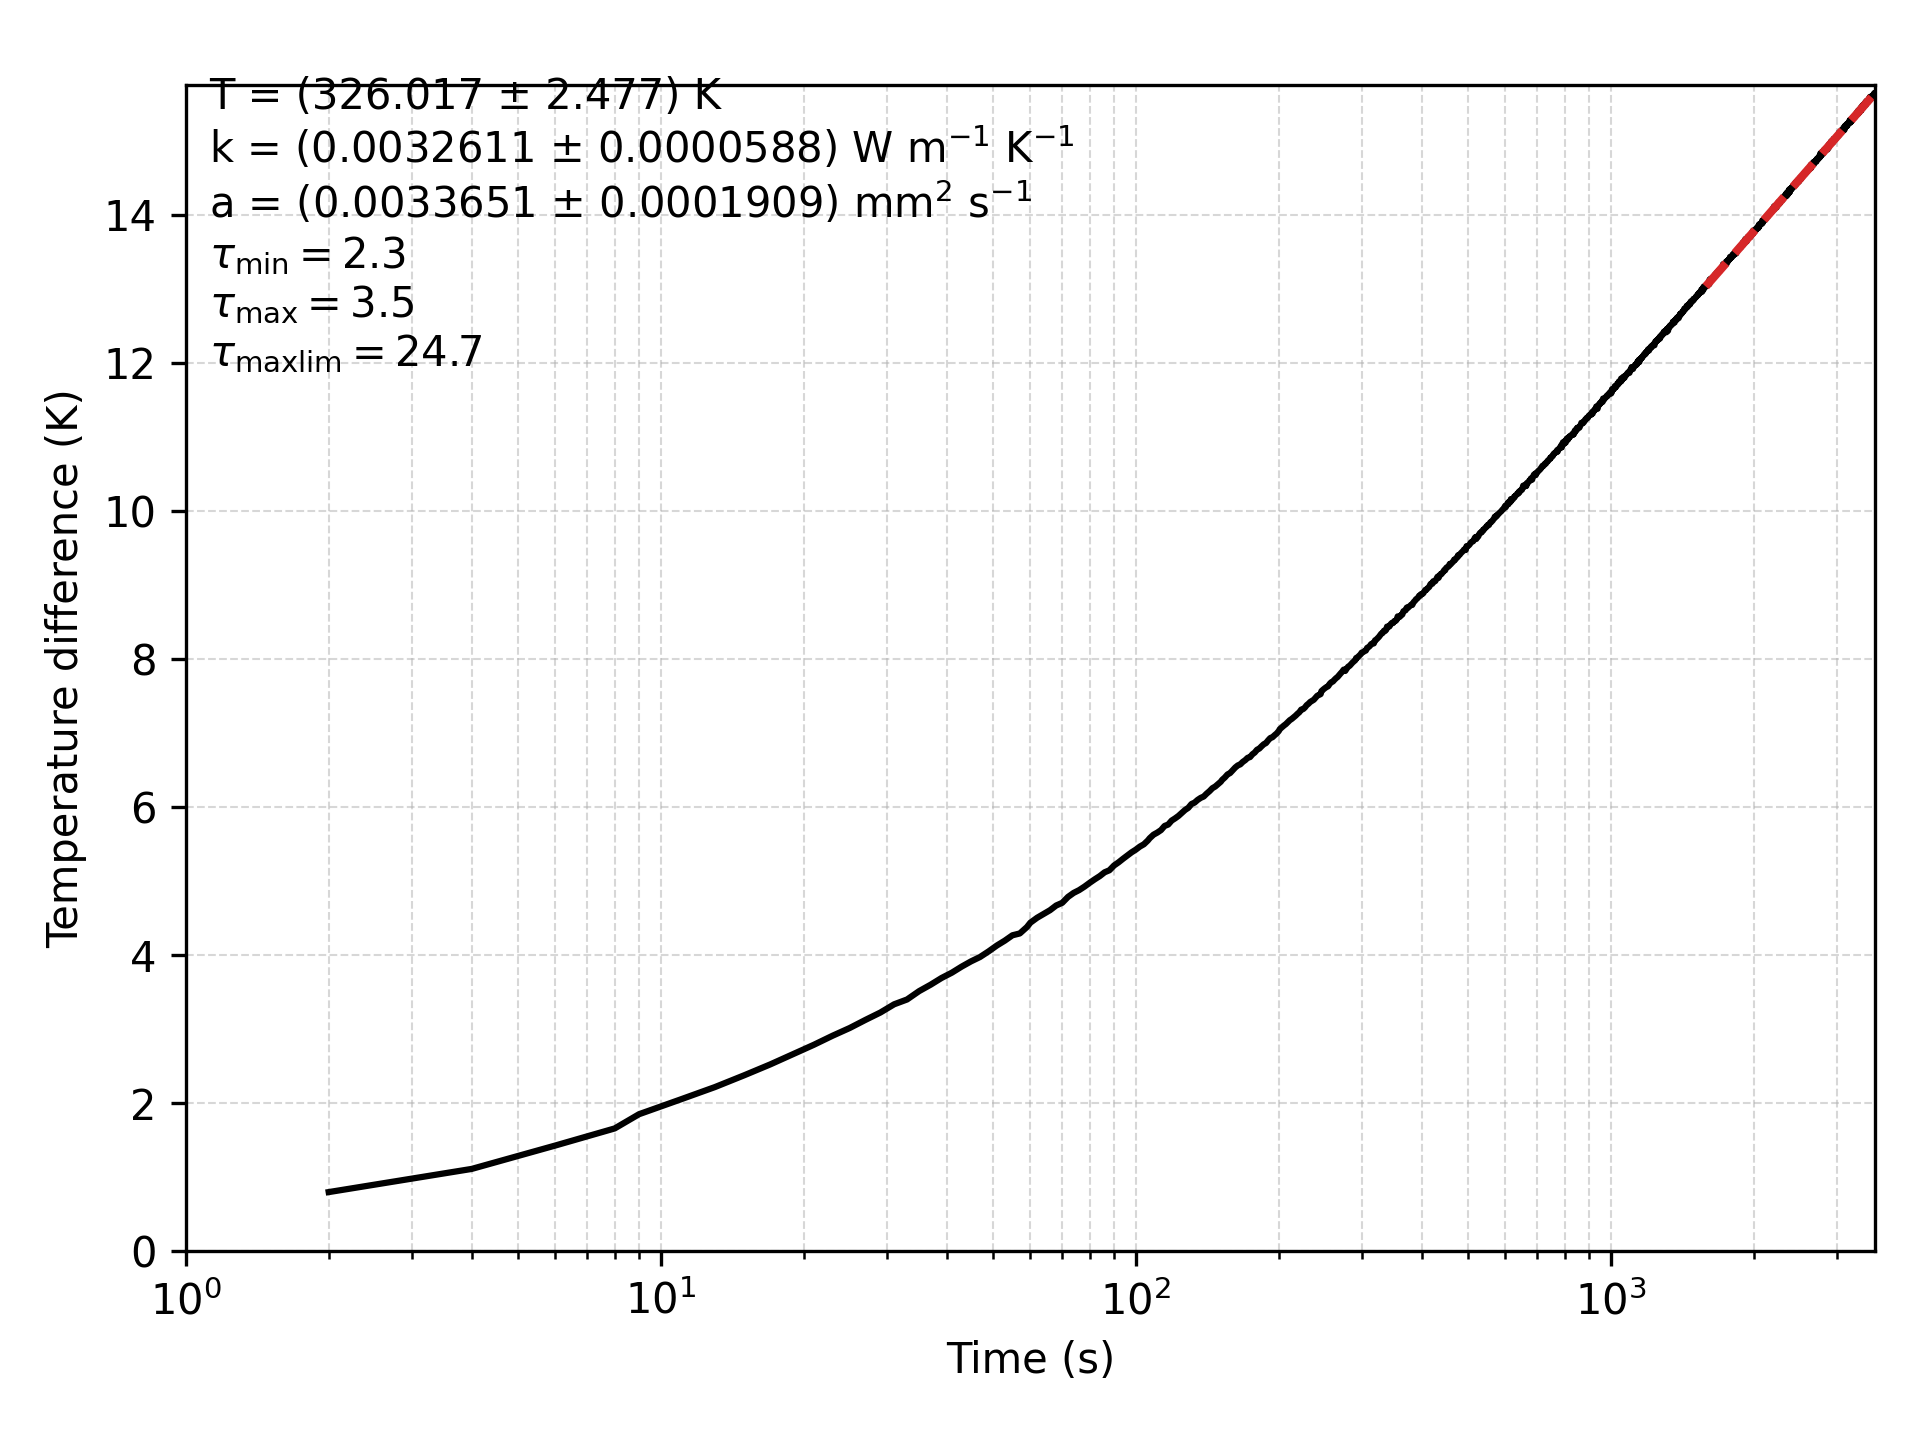 T = (326.017 ± 2.477) K
k = (0.0032611 ± 0.0000588) W m⁻¹ K⁻¹
a = (0.0033651 ± 0.0001909) mm² s⁻¹
τmin = 2.3
τmax = 3.5
τmaxlim = 24.7
Temperature difference (K)
14
12
10
8
6
4
2
0
10⁰ 10¹ 10² 10³
Time (s)